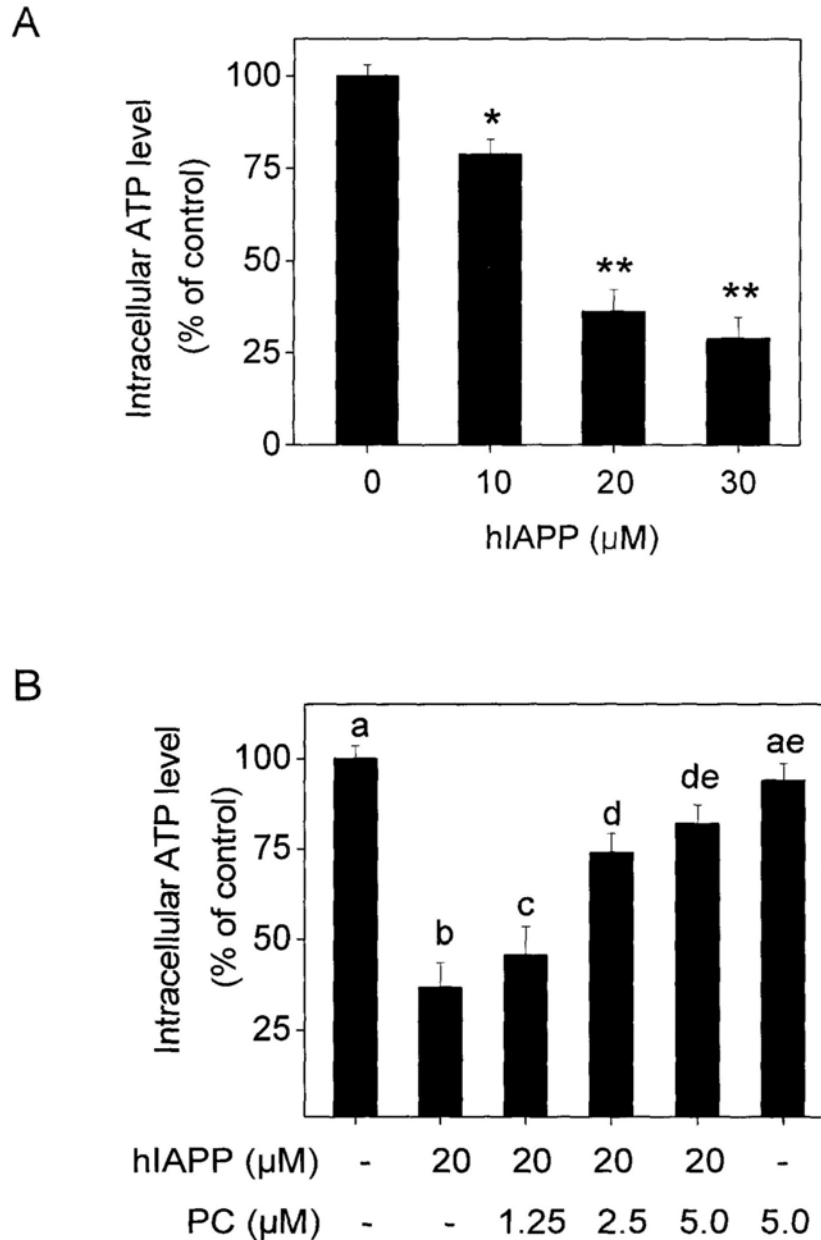 A
Intracellular ATP level
(% of control)
100
75
50
25
0
*
**
**
0 10 20 30
hIAPP (µM)
B
Intracellular ATP level
(% of control)
100
75
50
25
a
b
c
d
de
ae
hIAPP (µM) - 20 20 20 20 -
PC (µM) - - 1.25 2.5 5.0 5.0